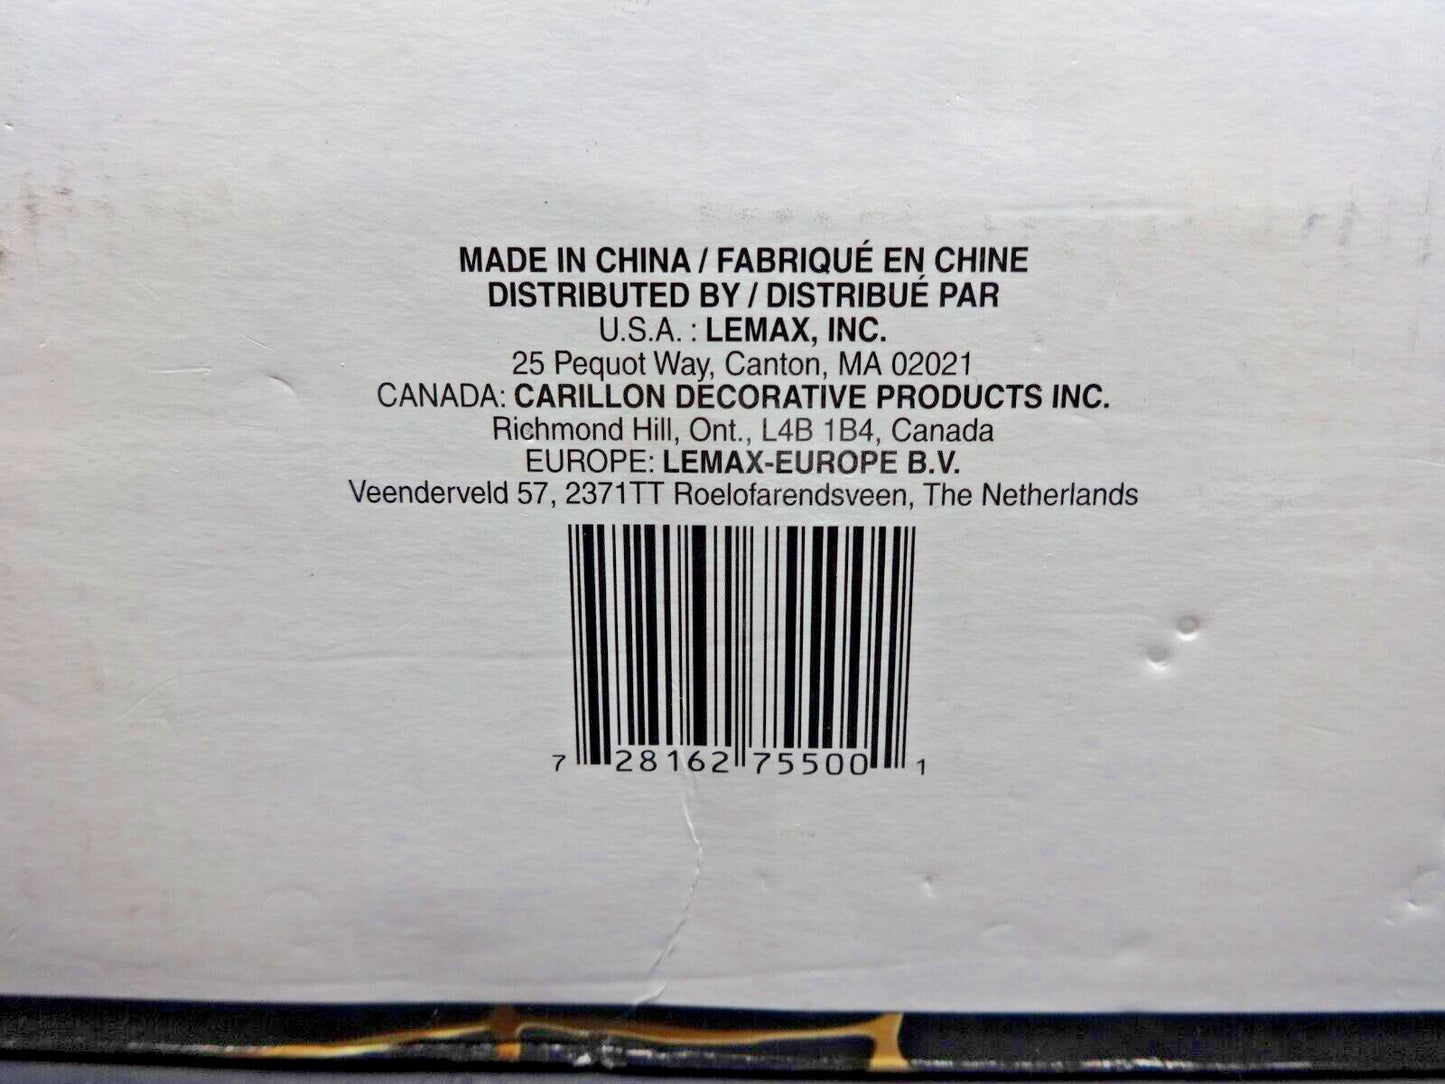 MADE IN CHINA / FABRIQUÉ EN CHINE
DISTRIBUTED BY / DISTRIBUÉ PAR
U.S.A. : LEMAX, INC.
25 Pequot Way, Canton, MA 02021
CANADA: CARILLON DECORATIVE PRODUCTS INC.
Richmond Hill, Ont., L4B 1B4, Canada
EUROPE: LEMAX-EUROPE B.V.
Veenderveld 57, 2371TT Roelofarendsveen, The Netherlands
7 28162 75500 1